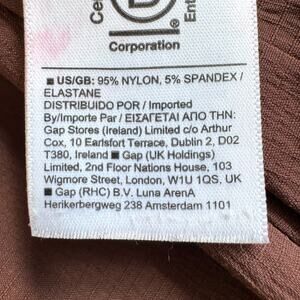 Cer
B
Ent
Corporation
■ US/GB: 95% NYLON, 5% SPANDEX /
ELASTANE
DISTRIBUIDO POR / Imported
By/Importe Par / ΕΙΣΑΓΕΤΑΙ ΑΠΟ ΤΗΝ:
Gap Stores (Ireland) Limited c/o Arthur
Cox, 10 Earlsfort Terrace, Dublin 2, D02
T380, Ireland ■ Gap (UK Holdings)
Limited, 2nd Floor Nations House, 103
Wigmore Street, London, W1U 1QS, UK
■ Gap (RHC) B.V. Luna ArenA
Herikerbergweg 238 Amsterdam 1101